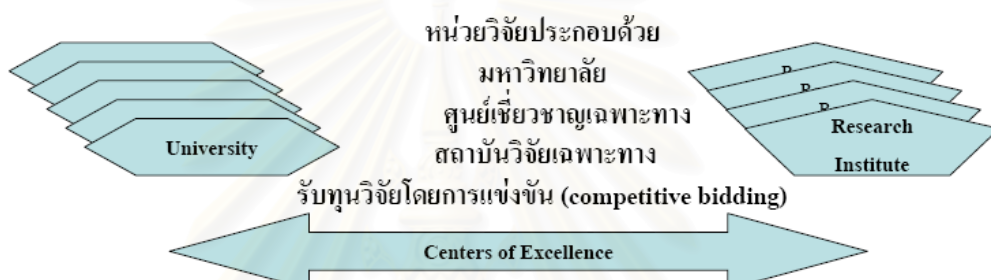 หน่วยวิจัยประกอบด้วย
มหาวิทยาลัย
ศูนย์เชี่ยวชาญเฉพาะทาง
สถาบันวิจัยเฉพาะทาง
รับทุนวิจัยโดยการแข่งขัน (competitive bidding)
University
Research
Institute
Centers of Excellence